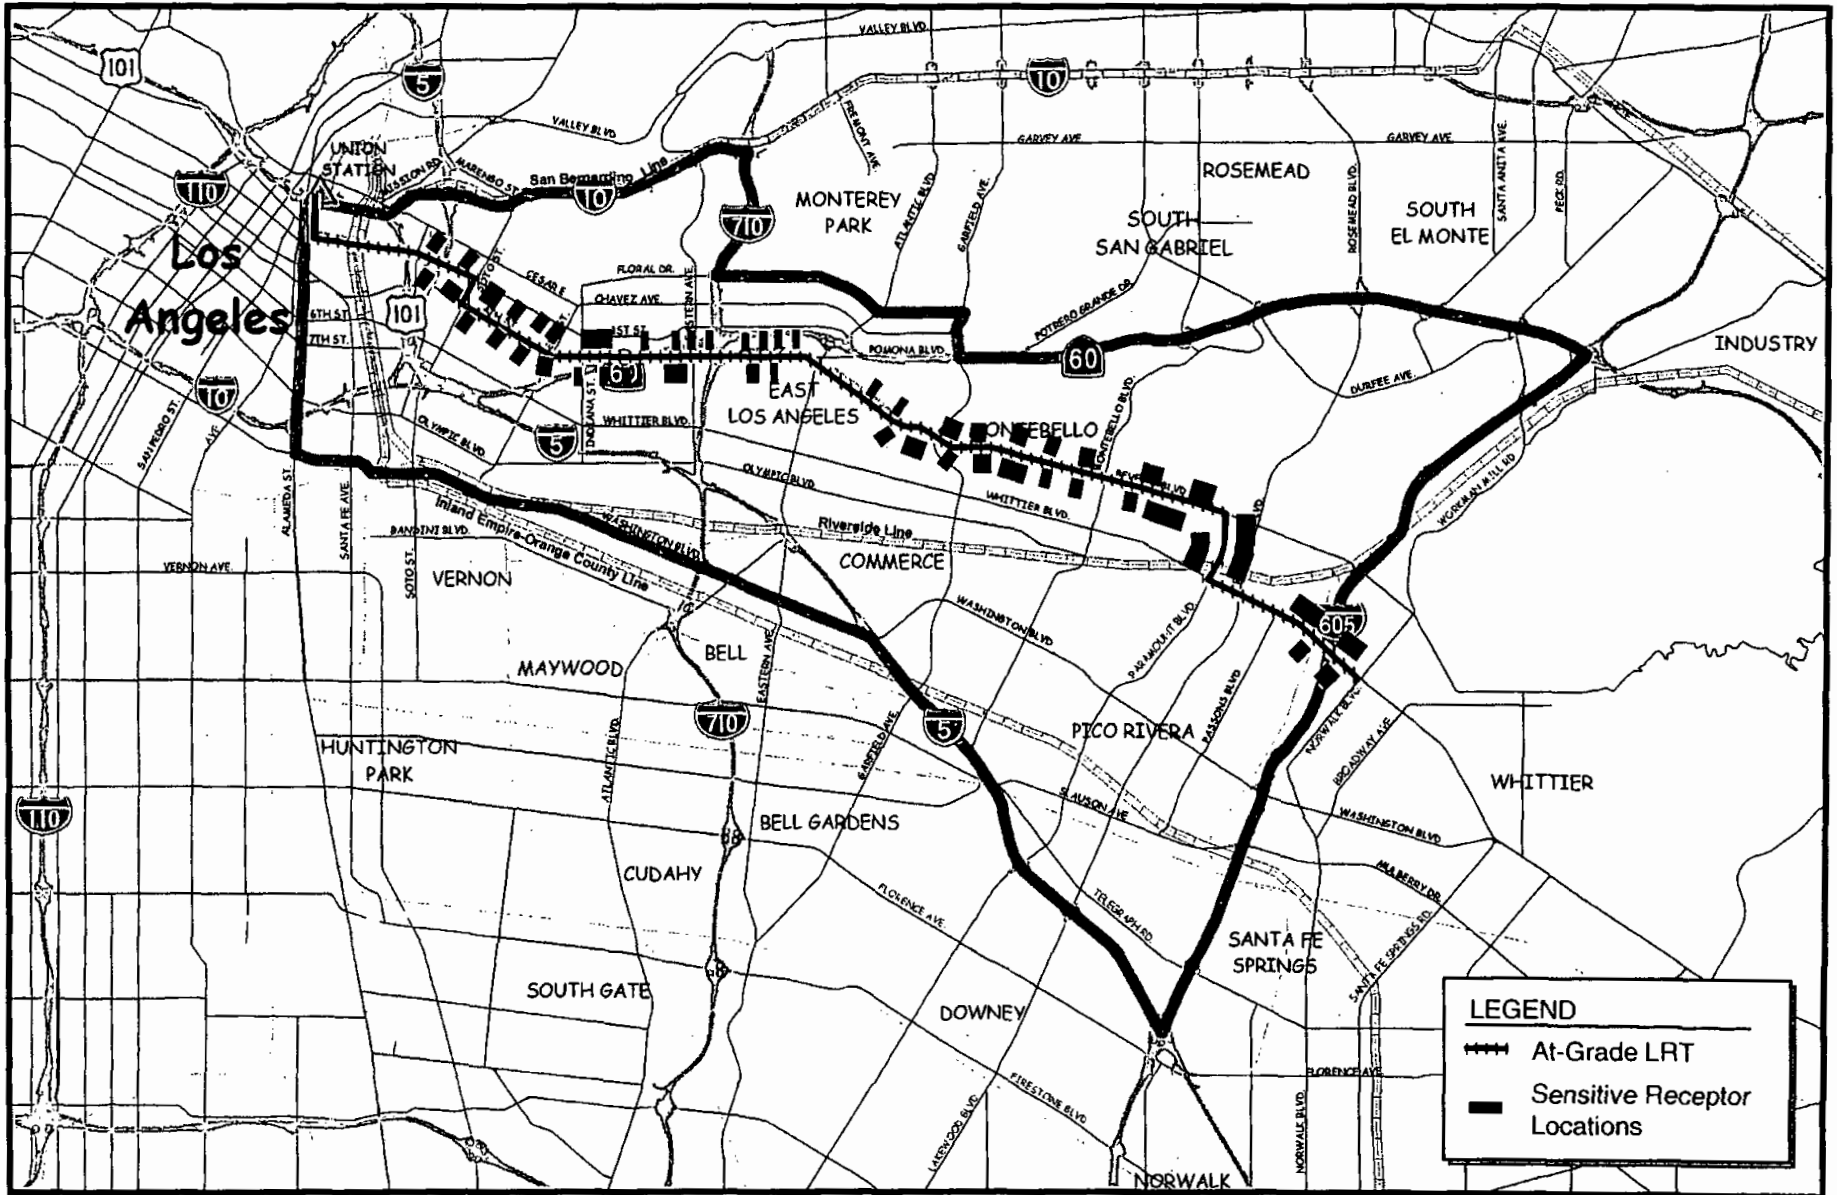 VALLEY BLVD.
101
5
10
VALLEY BLVD
FREMONT AVE.
GARVEY AVE.
GARVEY AVE.
UNION
STATION
MISSION RD.
MARENGO ST.
San Bernardino Line
10
110
710
MONTEREY
PARK
ATLANTIC BLVD.
GARFIELD AVE.
ROSEMEAD
SOUTH
SAN GABRIEL
ROSEMEAD BLVD.
SOUTH
EL MONTE
SANTA ANITA AVE.
PECK RD.
Los
Angeles
SOTO ST.
CESAR E
CHAVEZ AVE.
FLORAL DR.
EASTERN AVE.
POTRERO GRANDE DR.
101
6TH ST.
7TH ST.
1ST ST.
POMONA BLVD.
60
60
INDUSTRY
DURFEE AVE.
10
SAN PEDRO ST.
AVE
OLYMPIC BLVD
5
INDIANA ST.
WHITTIER BLVD.
EAST
LOS ANGELES
ONTEBELLO
ONTEBELLO BLVD.
OLYMPIC BLVD.
WHITTIER BLVD.
WORKMAN MILL RD
ALAMEDA ST.
SANTA FE AVE.
BANDINI BLVD.
SOTO ST.
Inland Empire-Orange County Line
WASHINGTON BLVD.
Riverside Line
COMMERCE
VERNON AVE.
VERNON
WASHINGTON BLVD
PARAMOUNT BLVD
605
MAYWOOD
BELL
EASTERN AVE.
PASSONS BLVD
NORWALK BLVD.
BROADWAY AVE.
710
5
PICO RIVERA
ATLANTIC BLVD.
GARFIELD AVE.
HUNTINGTON
PARK
WHITTIER
110
SLAUSON AVE
WASHINGTON BLVD
BELL GARDENS
CUDAHY
MULBERRY DR.
FLORENCE AVE.
TELEGRAPH RD.
SANTA FE SPRINGS RD.
SANTA FE
SPRINGS
SOUTH GATE
DOWNEY
FIRESTONE BLVD
FLORENCE AVE.
LAKEWOOD BLVD
NORWALK BLVD.
NORWALK
LEGEND
At-Grade LRT
Sensitive Receptor
Locations